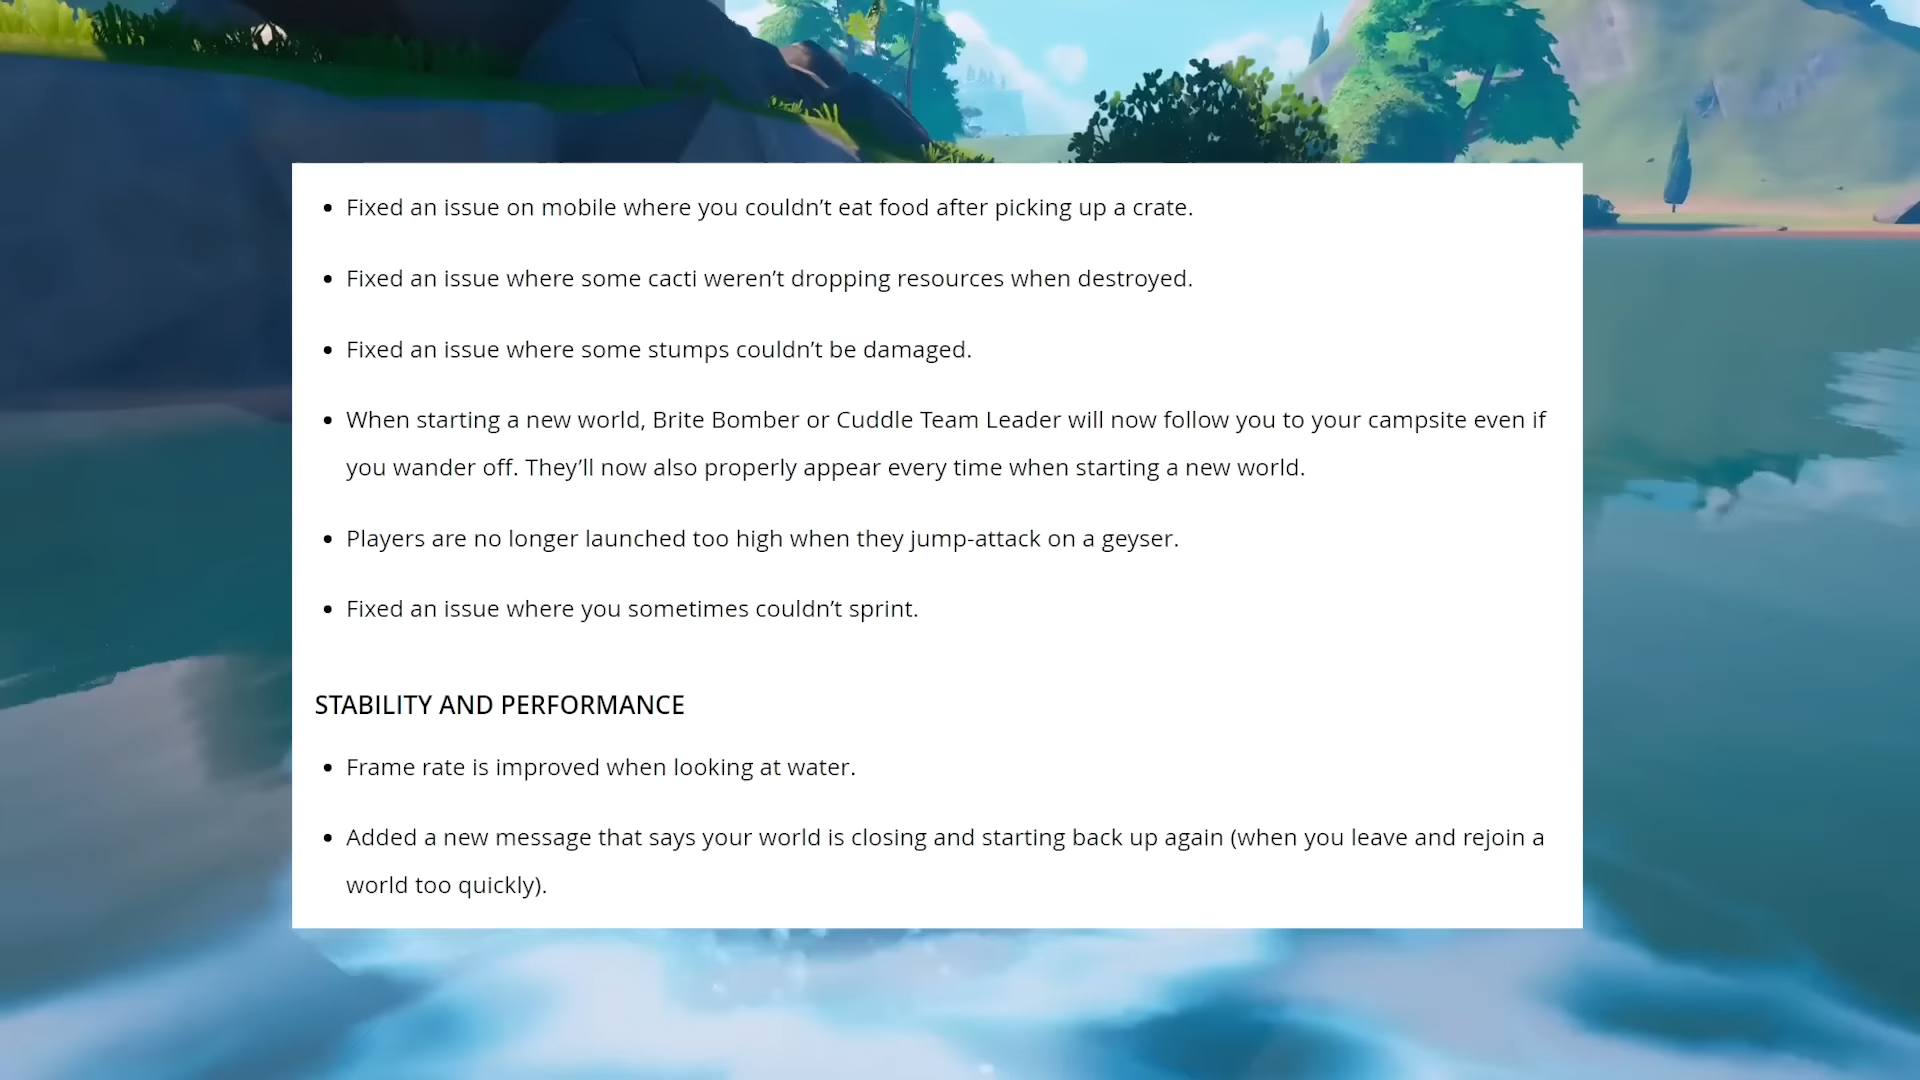 • Fixed an issue on mobile where you couldn’t eat food after picking up a crate.
• Fixed an issue where some cacti weren’t dropping resources when destroyed.
• Fixed an issue where some stumps couldn’t be damaged.
• When starting a new world, Brite Bomber or Cuddle Team Leader will now follow you to your campsite even if
you wander off. They’ll now also properly appear every time when starting a new world.
• Players are no longer launched too high when they jump-attack on a geyser.
• Fixed an issue where you sometimes couldn’t sprint.
STABILITY AND PERFORMANCE
• Frame rate is improved when looking at water.
• Added a new message that says your world is closing and starting back up again (when you leave and rejoin a
world too quickly).